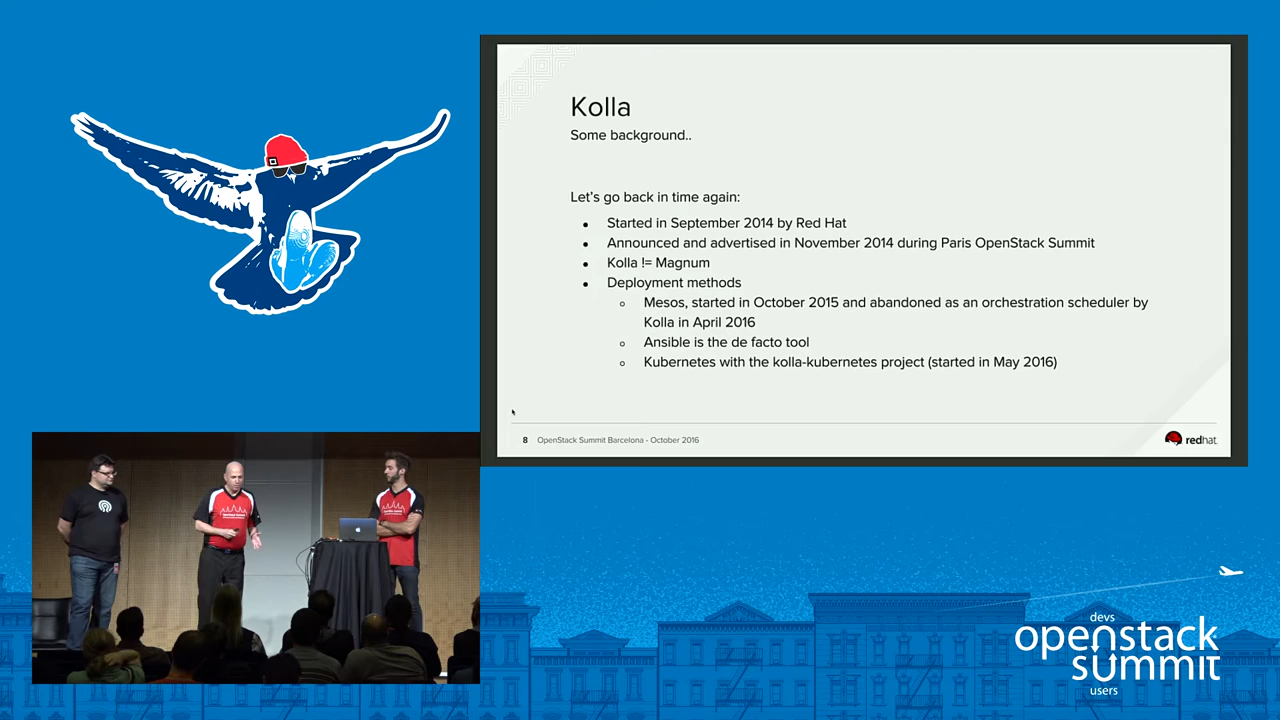 Kolla
Some background..
Let's go back in time again:
Started in September 2014 by Red Hat
Announced and advertised in November 2014 during Paris OpenStack Summit
Kolla != Magnum
Deployment methods
Mesos, started in October 2015 and abandoned as an orchestration scheduler by
Kolla in April 2016
Ansible is the de facto tool
Kubernetes with the kolla-kubernetes project (started in May 2016)
8 OpenStack Summit Barcelona - October 2016
redhat.
devs
openstack
summit
users